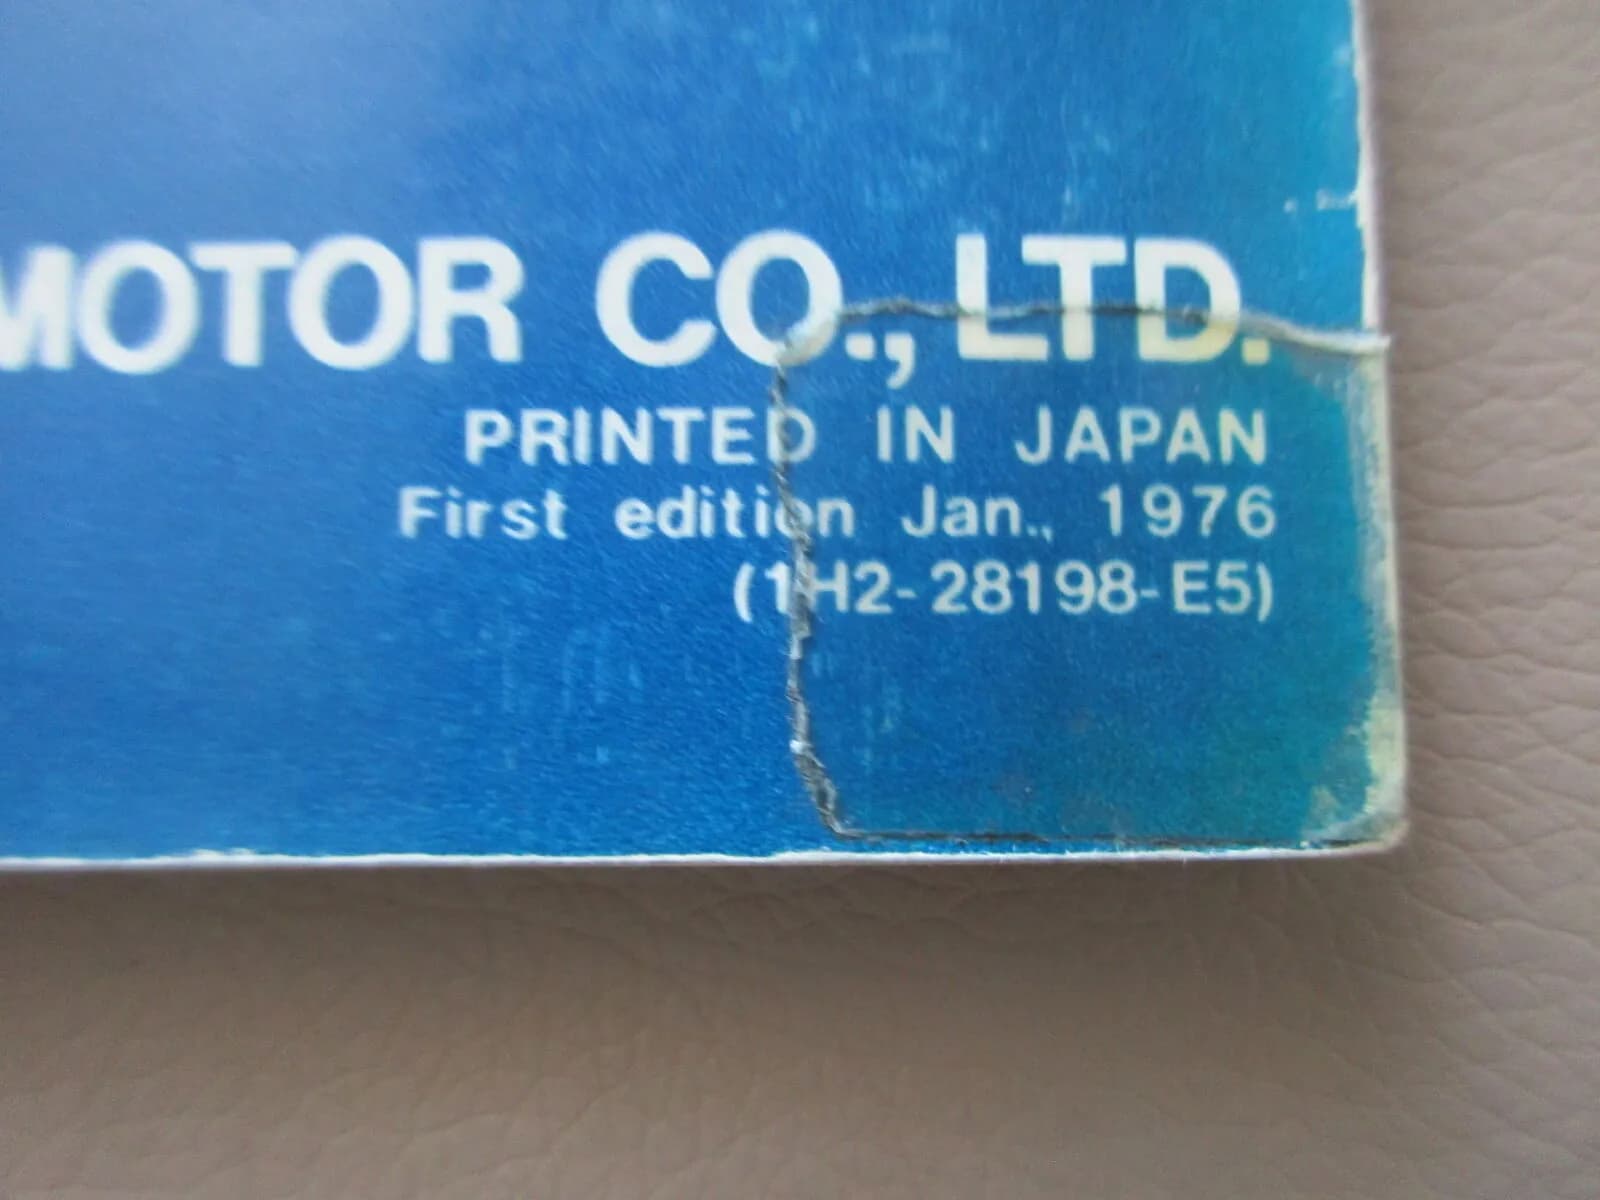 MOTOR CO., LTD.
PRINTED IN JAPAN
First edition Jan., 1976
(1H2-28198-E5)